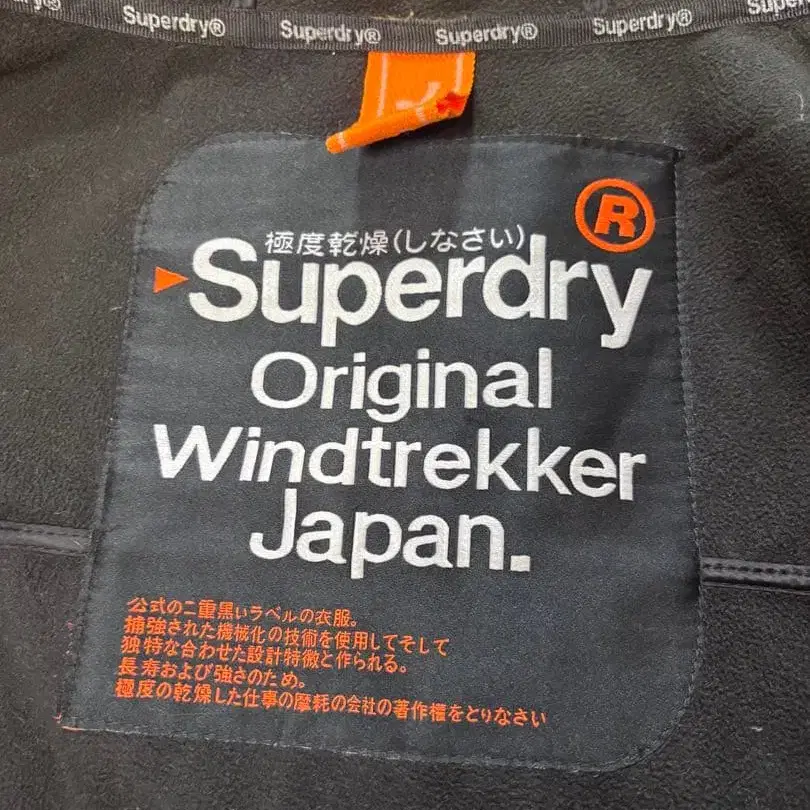 Superdry® Superdry® Superdry® Superdry®
®
極度乾燥(しなさい)
Superdry
Original
Windtrekker
Japan.
公式の二重黒いラベルの衣服。
捕強された機械化の技術を使用してそして
独特な合わせた設計特徴と作られる。
長寿および強さのため。
極度の乾燥した仕事の摩耗の会社の著作権をとりなさい